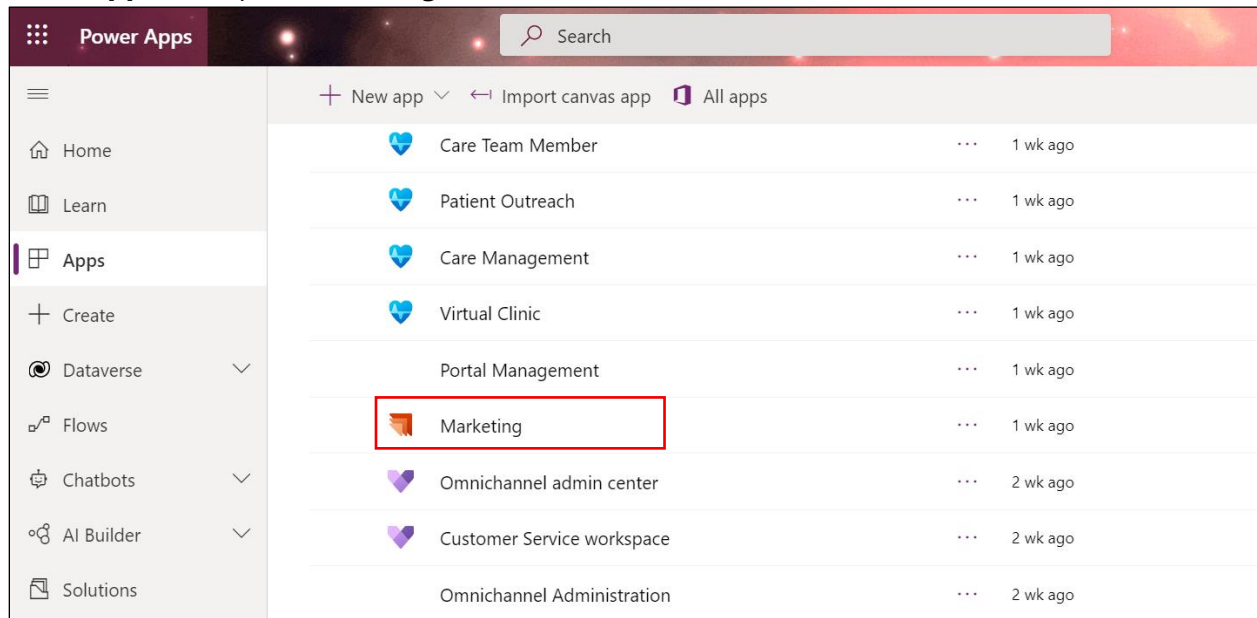 Power Apps
Search
New app
Import canvas app
All apps
Home
Learn
Apps
Create
Dataverse
Flows
Chatbots
AI Builder
Solutions
Care Team Member ··· 1 wk ago
Patient Outreach ··· 1 wk ago
Care Management ··· 1 wk ago
Virtual Clinic ··· 1 wk ago
Portal Management ··· 1 wk ago
Marketing ··· 1 wk ago
Omnichannel admin center ··· 2 wk ago
Customer Service workspace ··· 2 wk ago
Omnichannel Administration ··· 2 wk ago